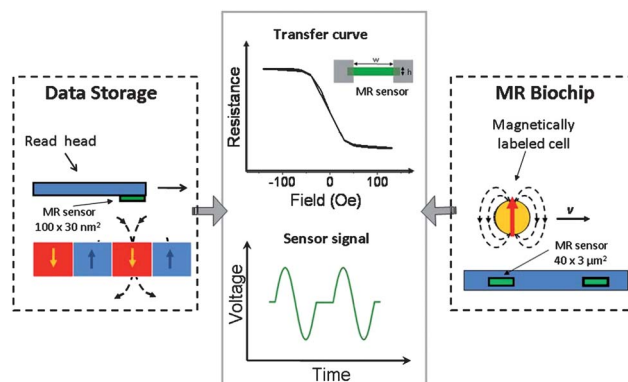 Data Storage
Read head
MR sensor
100 x 30 nm²
Transfer curve
w
h
MR sensor
Resistance
-100
0
100
Field (Oe)
Sensor signal
Voltage
Time
MR Biochip
Magnetically
labeled cell
v
MR sensor
40 x 3 µm²